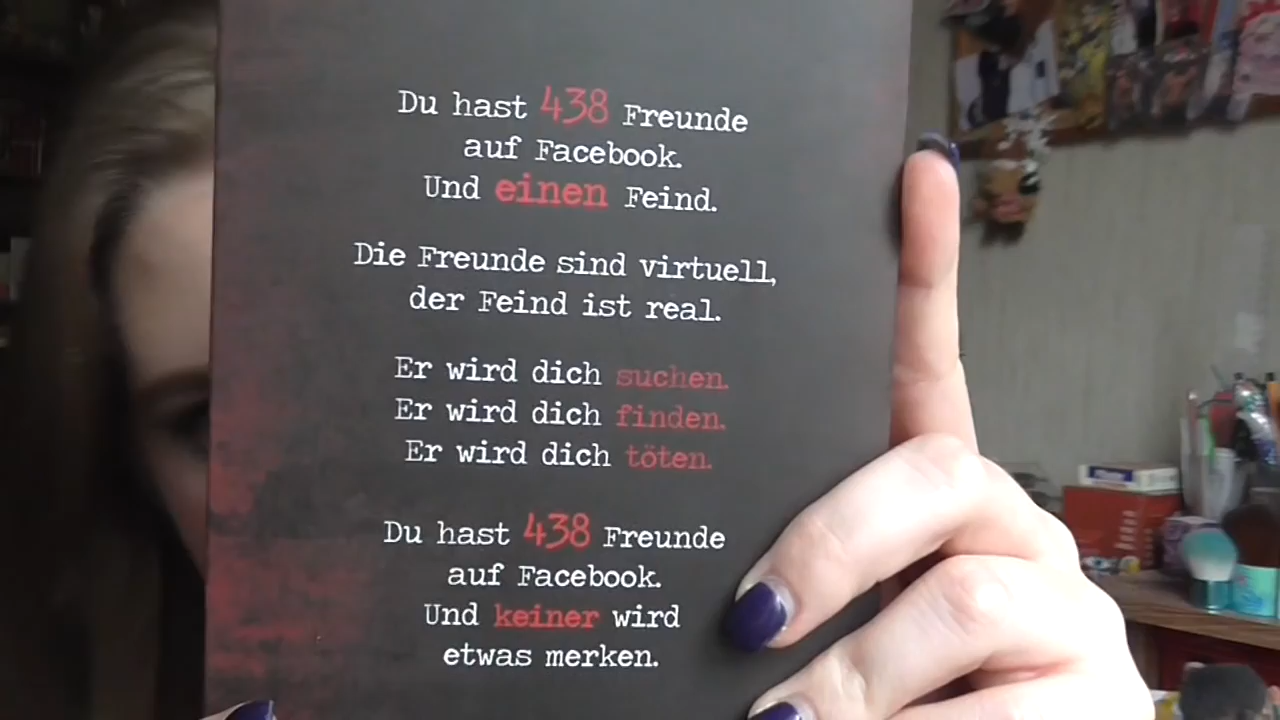 Du hast 438 Freunde
auf Facebook.
Und einen Feind.
Die Freunde sind virtuell,
der Feind ist real.
Er wird dich suchen.
Er wird dich finden.
Er wird dich töten.
Du hast 438 Freunde
auf Facebook.
Und keiner wird
etwas merken.